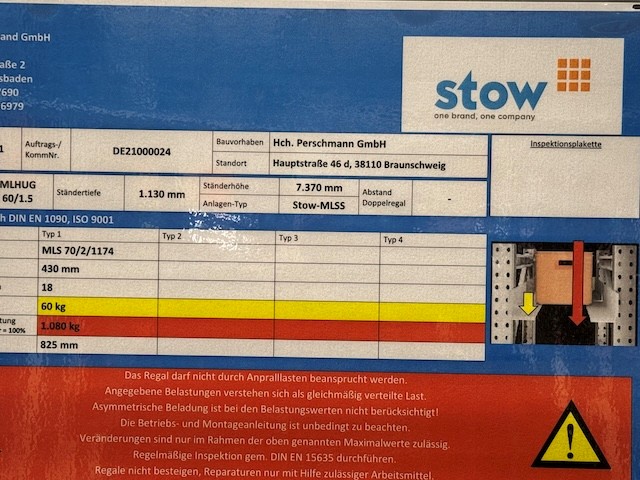 and GmbH
aße 2
sbaden
7690
6979
stow
one brand, one company
1 Auftrags-/ KommNr. DE21000024 Bauvorhaben Hch. Perschmann GmbH
Standort Hauptstraße 46 d, 38110 Braunschweig
Inspektionsplakette
MLHUG 60/1.5 Ständertiefe 1.130 mm Ständerhöhe 7.370 mm Abstand Doppelregal -
Anlagen-Typ Stow-MLSS
h DIN EN 1090, ISO 9001
Typ 1 Typ 2 Typ 3 Typ 4
MLS 70/2/1174
430 mm
18
60 kg
tung
r = 100% 1.080 kg
825 mm
Das Regal darf nicht durch Anpralllasten beansprucht werden.
Angegebene Belastungen verstehen sich als gleichmäßig verteilte Last.
Asymmetrische Beladung ist bei den Belastungswerten nicht berücksichtigt!
Die Betriebs- und Montageanleitung ist unbedingt zu beachten.
Veränderungen sind nur im Rahmen der oben genannten Maximalwerte zulässig.
Regelmäßige Inspektion gem. DIN EN 15635 durchführen.
Regale nicht besteigen, Reparaturen nur mit Hilfe zulässiger Arbeitsmittel.